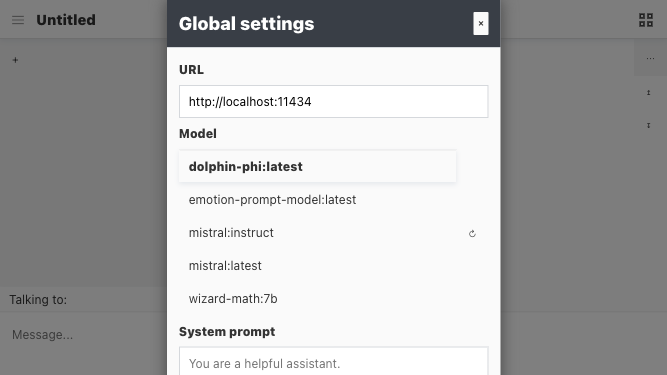 Untitled
Global settings
URL
http://localhost:11434
Model
dolphin-phi:latest
emotion-prompt-model:latest
mistral:instruct
mistral:latest
wizard-math:7b
System prompt
You are a helpful assistant.
Talking to:
Message...